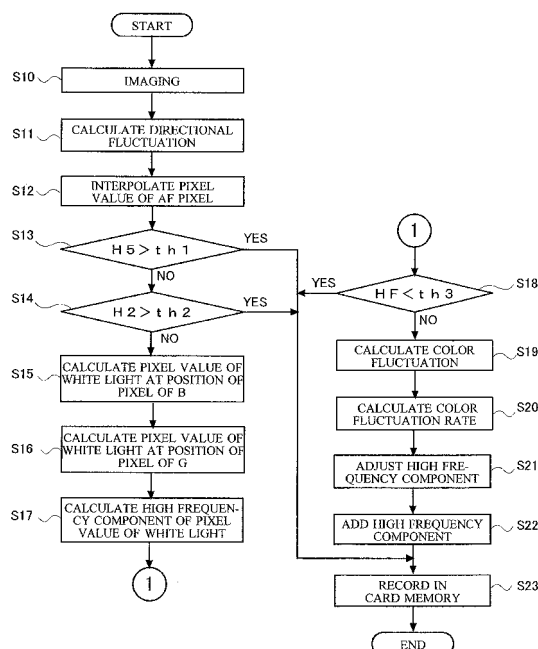 START
S10
IMAGING
S11
CALCULATE DIRECTIONAL
FLUCTUATION
S12
INTERPOLATE PIXEL
VALUE OF AF PIXEL
S13
H5>th1
YES
NO
S14
H2>th2
YES
NO
S15
CALCULATE PIXEL VALUE OF
WHITE LIGHT AT POSITION OF
PIXEL OF B
S16
CALCULATE PIXEL VALUE OF
WHITE LIGHT AT POSITION OF
PIXEL OF G
S17
CALCULATE HIGH FREQUEN-
CY COMPONENT OF PIXEL
VALUE OF WHITE LIGHT
1
1
YES
HF<th3
S18
NO
CALCULATE COLOR
FLUCTUATION
S19
CALCULATE COLOR
FLUCTUATION RATE
S20
ADJUST HIGH FRE-
QUENCY COMPONENT
S21
ADD HIGH FREQUENCY
COMPONENT
S22
RECORD IN
CARD MEMORY
S23
END